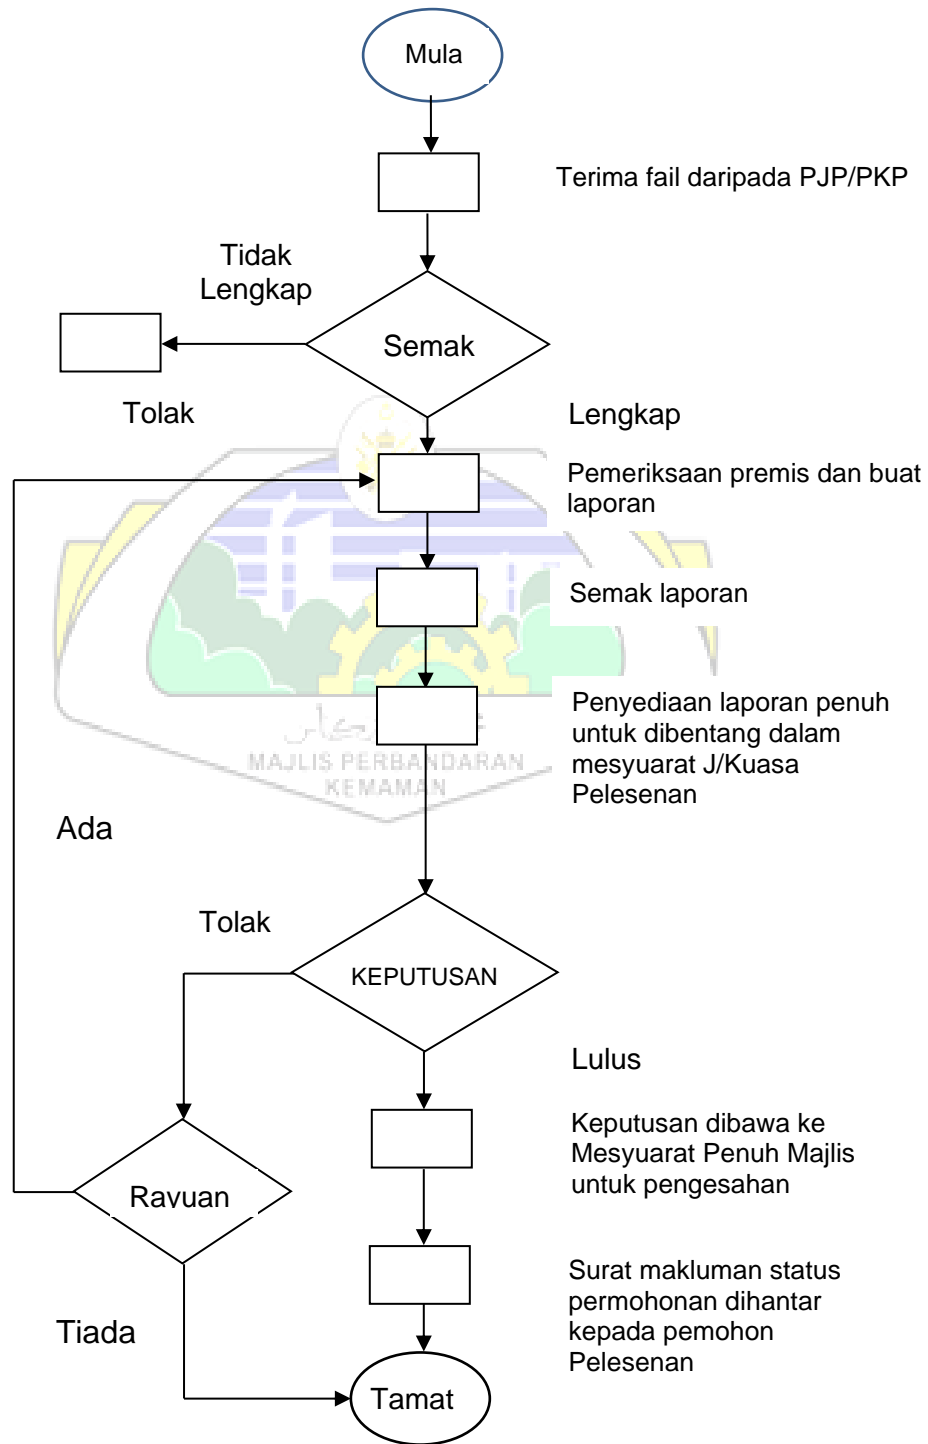 Mula
Terima fail daripada PJP/PKP
Tidak
Lengkap
Semak
Tolak
Lengkap
Pemeriksaan premis dan buat
laporan
Semak laporan
Penyediaan laporan penuh
untuk dibentang dalam
mesyuarat J/Kuasa
Pelesenan
MAJLIS PERBANDARAN
KEMAMAN
Ada
Tolak
KEPUTUSAN
Lulus
Keputusan dibawa ke
Mesyuarat Penuh Majlis
untuk pengesahan
Rayuan
Surat makluman status
permohonan dihantar
kepada pemohon
Pelesenan
Tiada
Tamat